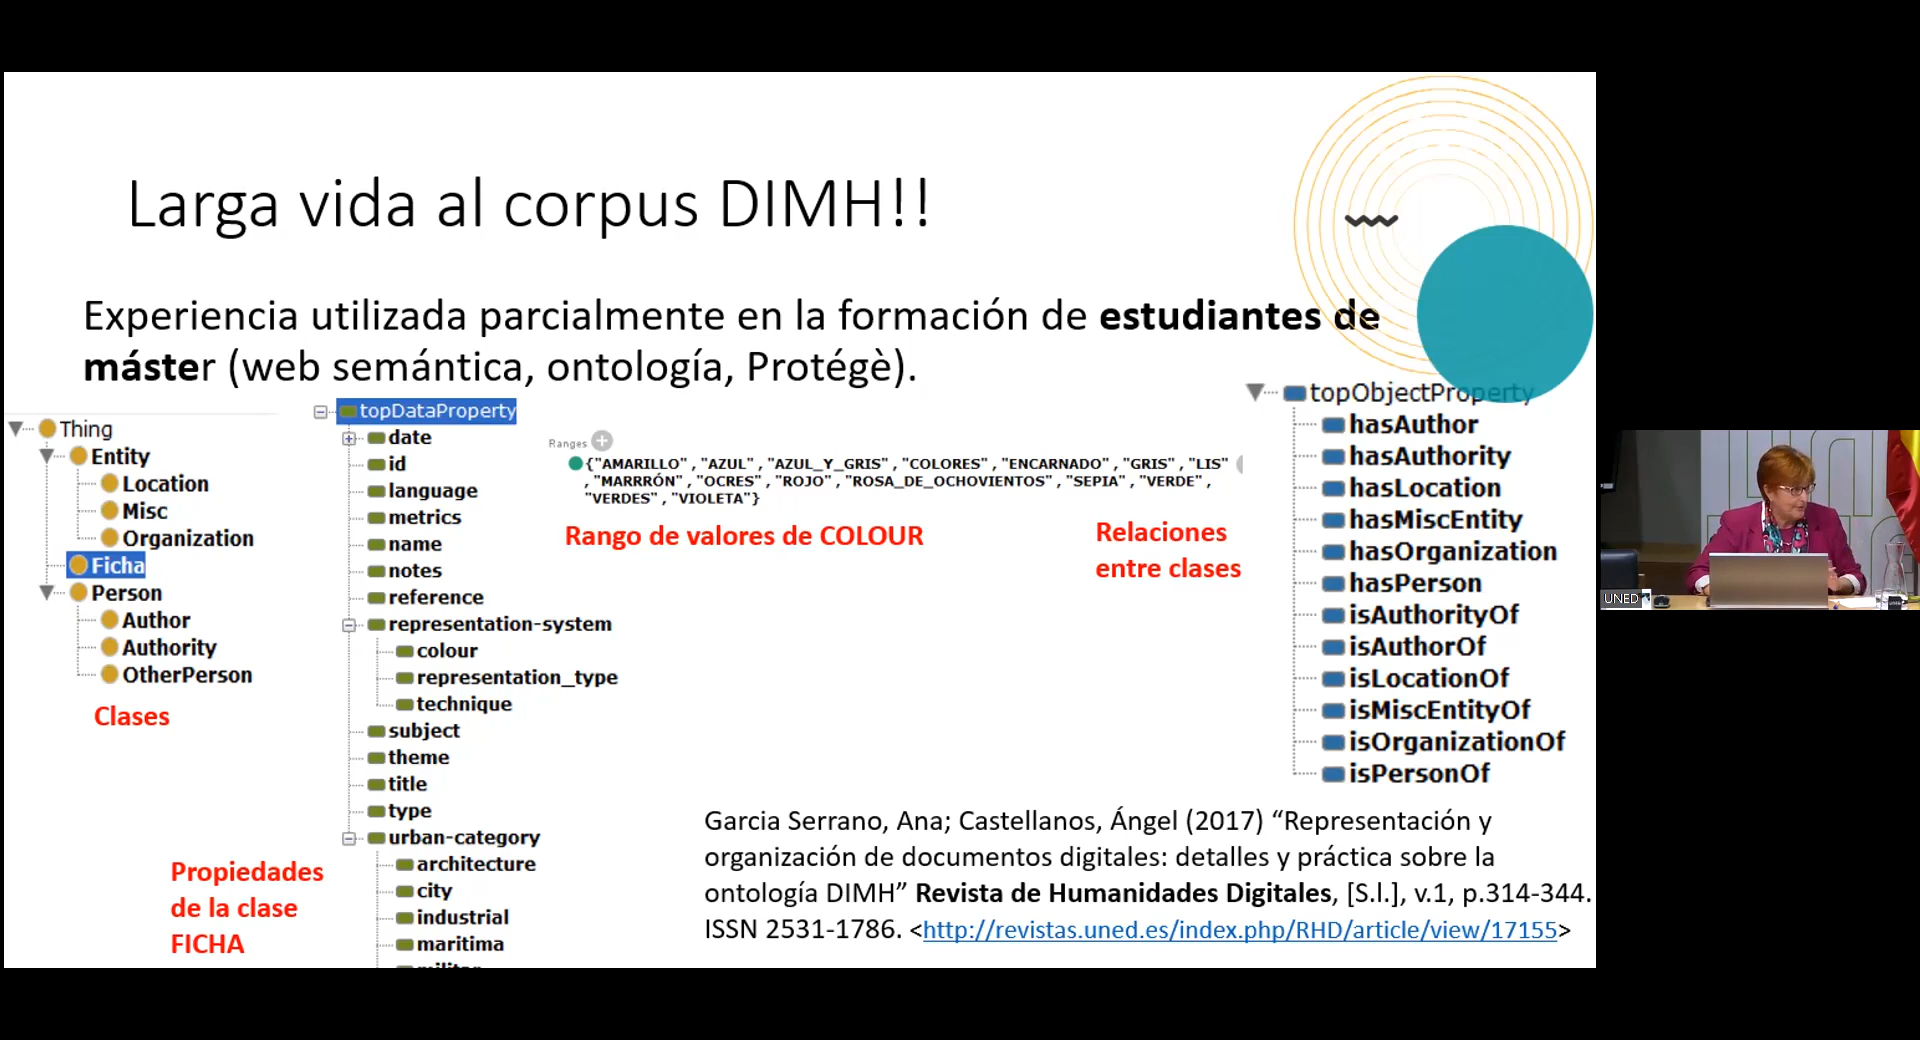 Larga vida al corpus DIMH!!
Experiencia utilizada parcialmente en la formación de estudiantes de
máster (web semántica, ontología, Protégè).
Thing
Entity
Location
Misc
Organization
Ficha
Person
Author
Authority
OtherPerson
Clases
topDataProperty
date
id
language
metrics
name
notes
reference
representation-system
colour
representation_type
technique
subject
theme
title
type
urban-category
architecture
city
industrial
maritima
Propiedades
de la clase
FICHA
Ranges
{"AMARILLO" , "AZUL" , "AZUL_Y_GRIS" , "COLORES" , "ENCARNADO" , "GRIS" , "LIS"
, "MARRRÓN" , "OCRES" , "ROJO" , "ROSA_DE_OCHOVIENTOS" , "SEPIA" , "VERDE" ,
"VERDES" , "VIOLETA"}
Rango de valores de COLOUR
Relaciones
entre clases
topObjectProperty
hasAuthor
hasAuthority
hasLocation
hasMiscEntity
hasOrganization
hasPerson
isAuthorityOf
isAuthorOf
isLocationOf
isMiscEntityOf
isOrganizationOf
isPersonOf
Garcia Serrano, Ana; Castellanos, Ángel (2017) “Representación y
organización de documentos digitales: detalles y práctica sobre la
ontología DIMH” Revista de Humanidades Digitales, [S.l.], v.1, p.314-344.
ISSN 2531-1786. <http://revistas.uned.es/index.php/RHD/article/view/17155>
UNED